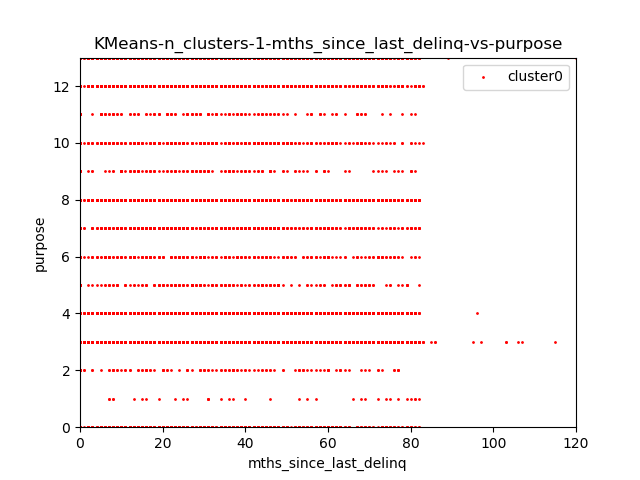 KMeans-n_clusters-1-mths_since_last_delinq-vs-purpose
cluster0
12
10
8
6
4
2
0
purpose
0 20 40 60 80 100 120
mths_since_last_delinq